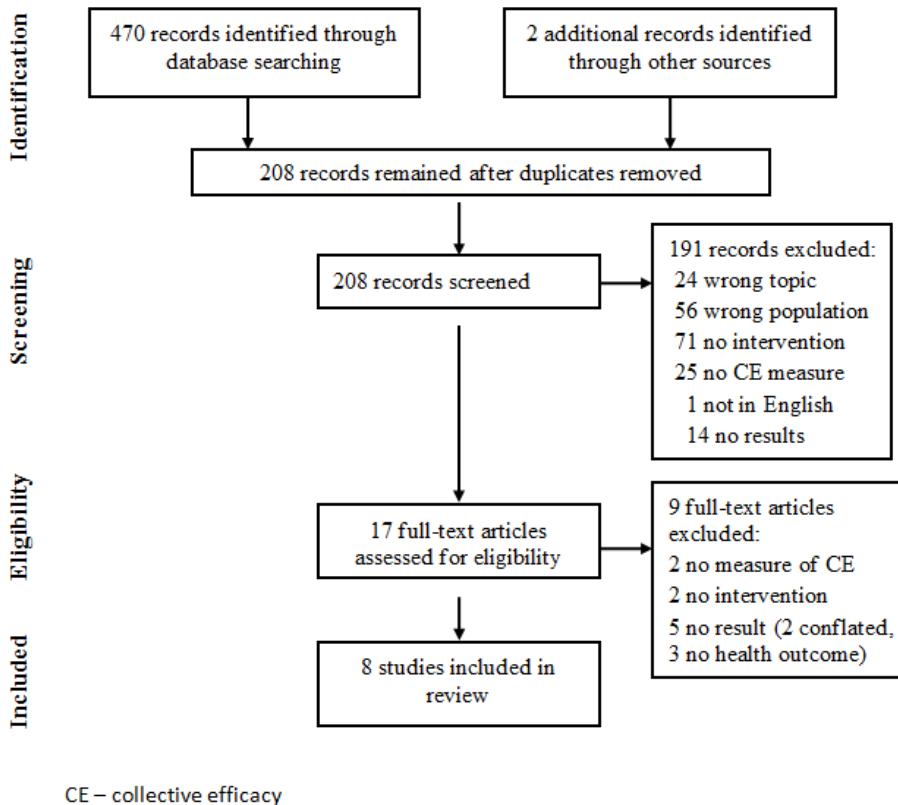 Identification
470 records identified through
database searching
2 additional records identified
through other sources
208 records remained after duplicates removed
Screening
208 records screened
191 records excluded:
24 wrong topic
56 wrong population
71 no intervention
25 no CE measure
1 not in English
14 no results
Eligibility
17 full-text articles
assessed for eligibility
9 full-text articles
excluded:
2 no measure of CE
2 no intervention
5 no result (2 conflated,
3 no health outcome)
Included
8 studies included in
review
CE – collective efficacy